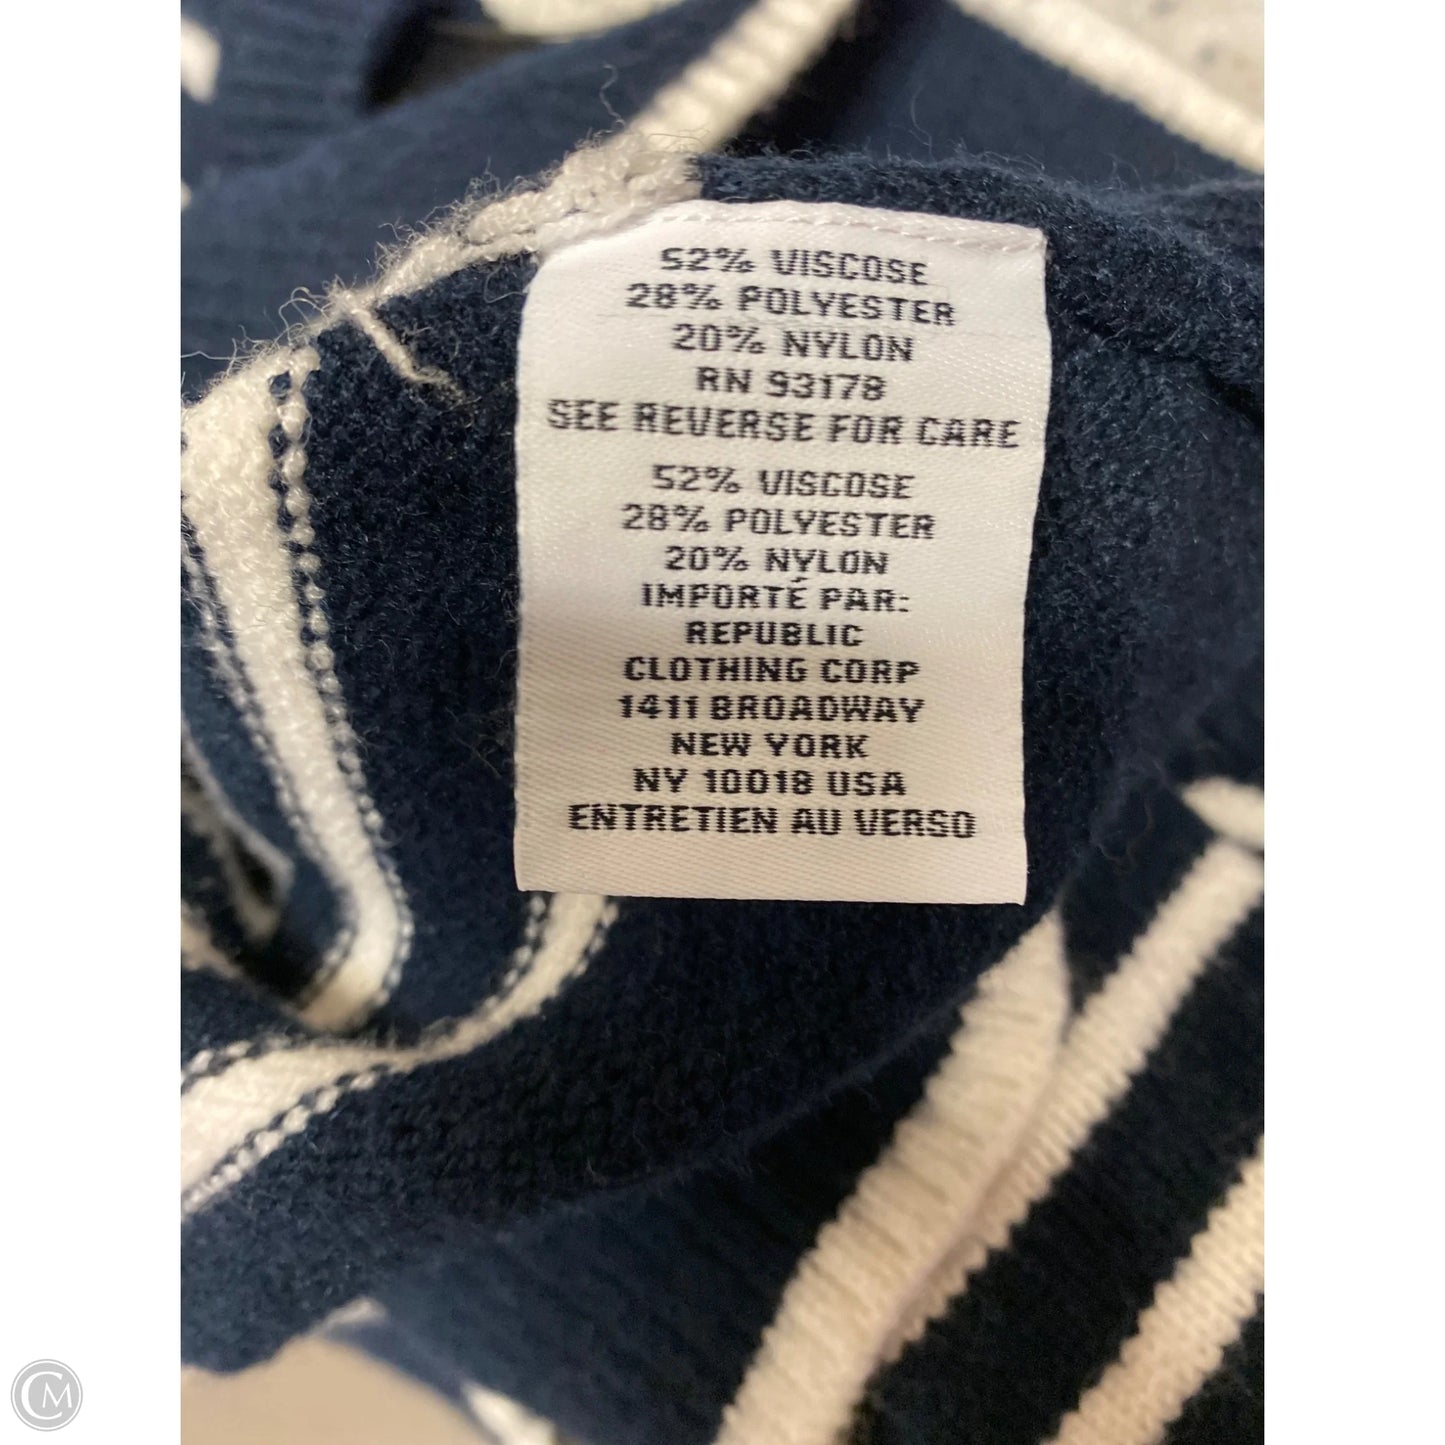 52% VISCOSE
28% POLYESTER
20% NYLON
RN 93178
SEE REVERSE FOR CARE
52% VISCOSE
28% POLYESTER
20% NYLON
IMPORTÉ PAR:
REPUBLIC
CLOTHING CORP
1411 BROADWAY
NEW YORK
NY 10018 USA
ENTRETIEN AU VERSO
CM